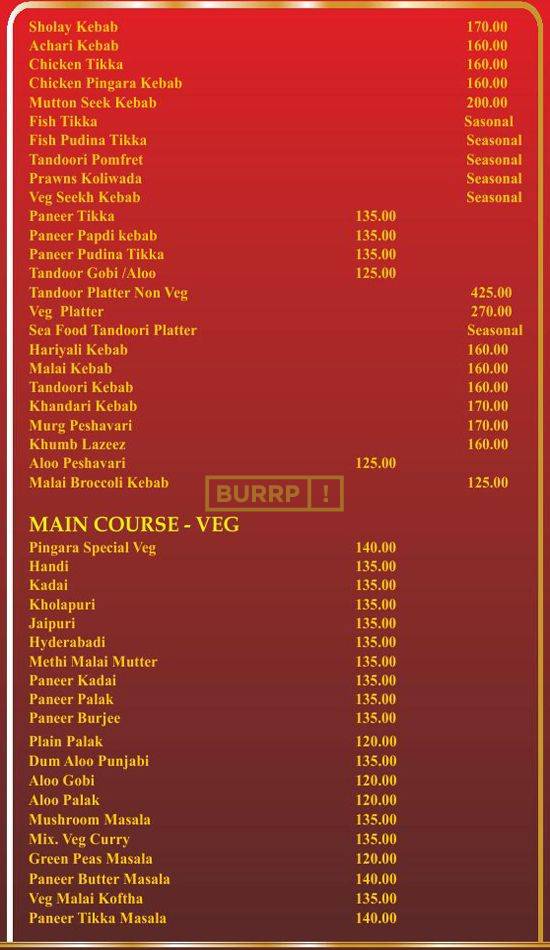 Sholay Kebab 170.00
Achari Kebab 160.00
Chicken Tikka 160.00
Chicken Pingara Kebab 160.00
Mutton Seek Kebab 200.00
Fish Tikka Sasonal
Fish Pudina Tikka Seasonal
Tandoori Pomfret Seasonal
Prawns Koliwada Seasonal
Veg Seekh Kebab Seasonal
Paneer Tikka 135.00
Paneer Papdi kebab 135.00
Paneer Pudina Tikka 135.00
Tandoor Gobi /Aloo 125.00
Tandoor Platter Non Veg 425.00
Veg Platter 270.00
Sea Food Tandoori Platter Seasonal
Hariyali Kebab 160.00
Malai Kebab 160.00
Tandoori Kebab 160.00
Khandari Kebab 170.00
Murg Peshavari 170.00
Khumb Lazeez 160.00
Aloo Peshavari 125.00
Malai Broccoli Kebab 125.00
BURRP !
MAIN COURSE - VEG
Pingara Special Veg 140.00
Handi 135.00
Kadai 135.00
Kholapuri 135.00
Jaipuri 135.00
Hyderabadi 135.00
Methi Malai Mutter 135.00
Paneer Kadai 135.00
Paneer Palak 135.00
Paneer Burjee 135.00
Plain Palak 120.00
Dum Aloo Punjabi 135.00
Aloo Gobi 120.00
Aloo Palak 120.00
Mushroom Masala 135.00
Mix. Veg Curry 135.00
Green Peas Masala 120.00
Paneer Butter Masala 140.00
Veg Malai Koftha 135.00
Paneer Tikka Masala 140.00